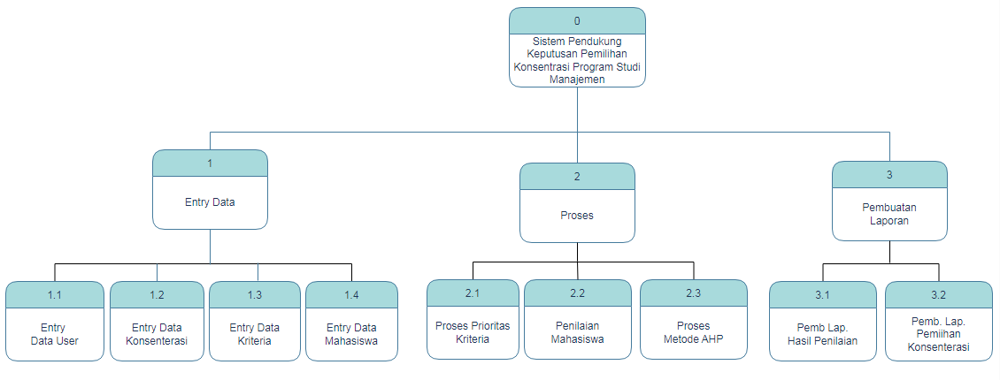 0
Sistem Pendukung
Keputusan Pemilihan
Konsentrasi Program Studi
Manajemen
1
Entry Data
2
Proses
3
Pembuatan
Laporan
1.1
Entry
Data User
1.2
Entry Data
Konsenterasi
1.3
Entry Data
Kriteria
1.4
Entry Data
Mahasiswa
2.1
Proses Prioritas
Kriteria
2.2
Penilaian
Mahasiswa
2.3
Proses
Metode AHP
3.1
Pemb Lap.
Hasil Penilaian
3.2
Pemb. Lap.
Pemiihan
Konsenterasi